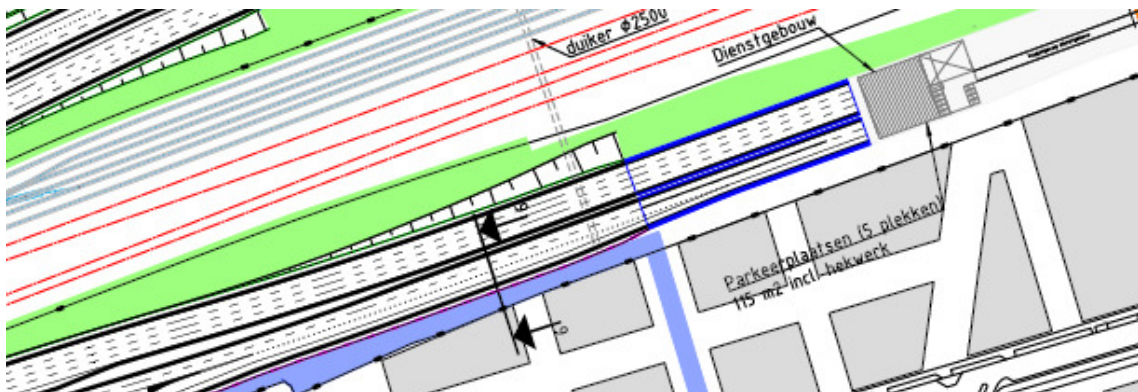 duiker Φ2500
Dienstgebouw
Parkeerplaatsen (5 plekken)
115 m2 incl. hekwerk